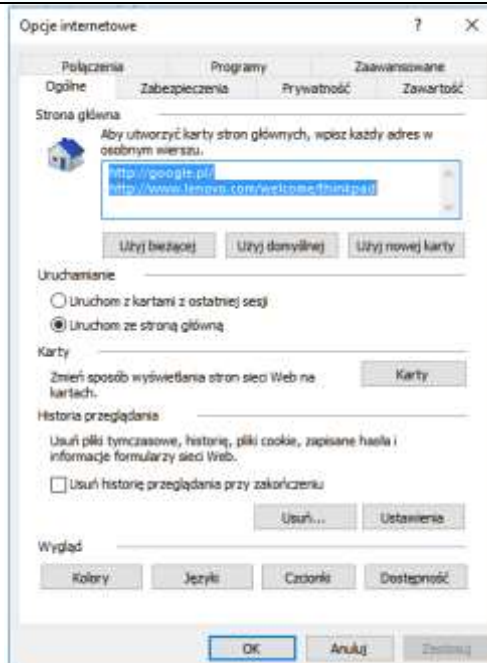 Opcje internetowe ? ×
Połączenia Programy Zaawansowane
Ogólne Zabezpieczenia Prywatność Zawartość
Strona główna
Aby utworzyć karty stron głównych, wpisz każdy adres w
osobnym wierszu.
http://google.pl/
http://www.lenovo.com/welcome/thinkpad
Użyj bieżącej Użyj domyślnej Użyj nowej karty
Uruchamianie
Uruchom z kartami z ostatniej sesji
Uruchom ze stroną główną
Karty
Zmień sposób wyświetlania stron sieci Web na
kartach.
Karty
Historia przeglądania
Usuń pliki tymczasowe, historię, pliki cookie, zapisane hasła i
informacje formularzy sieci Web.
Usuń historię przeglądania przy zakończeniu
Usuń... Ustawienia
Wygląd
Kolory Języki Czcionki Dostępność
OK Anuluj Zastosuj